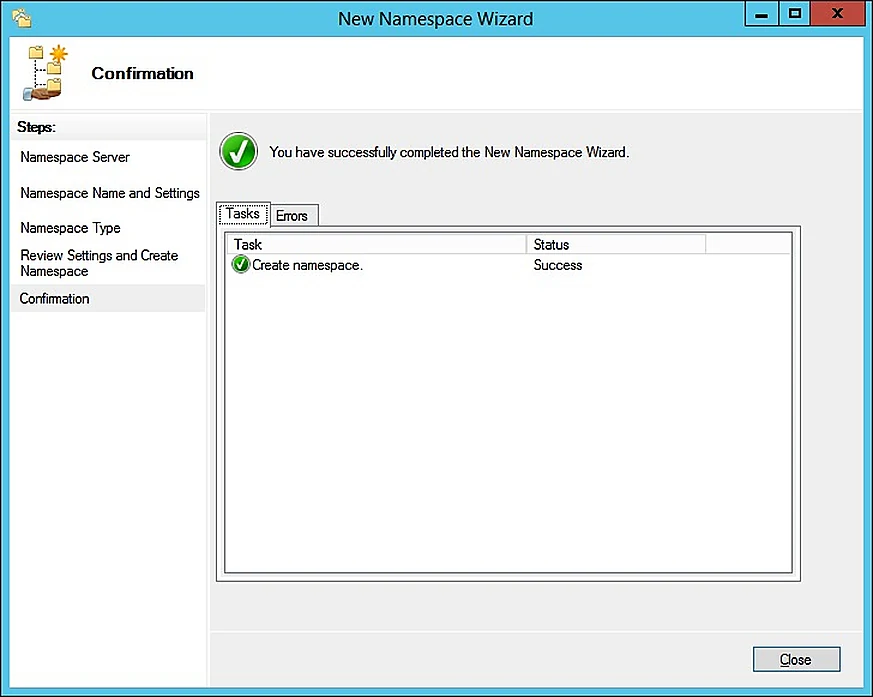 New Namespace Wizard
X
Confirmation
Steps:
Namespace Server
Namespace Name and Settings
Namespace Type
Review Settings and Create
Namespace
Confirmation
You have successfully completed the New Namespace Wizard.
Tasks Errors
Task Status
Create namespace. Success
Close